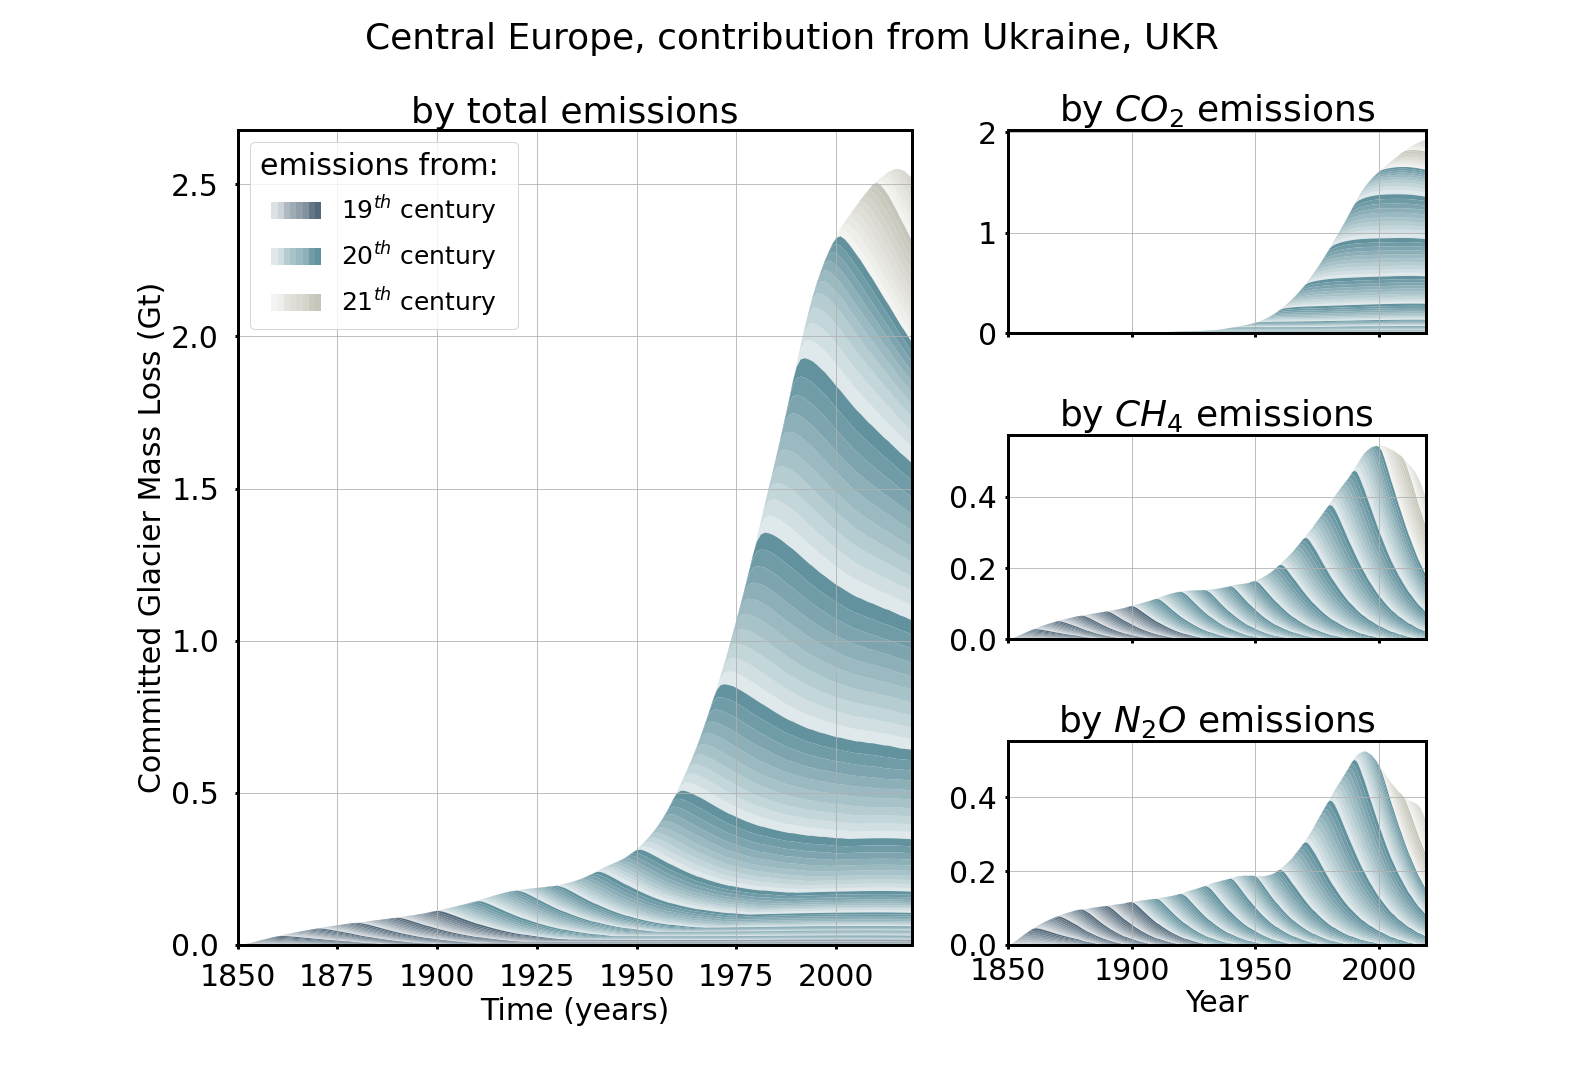 Central Europe, contribution from Ukraine, UKR
by total emissions
emissions from:
19th century
20th century
21th century
Committed Glacier Mass Loss (Gt)
2.5
2.0
1.5
1.0
0.5
0.0
1850 1875 1900 1925 1950 1975 2000
Time (years)
by CO2 emissions
2
1
0
by CH4 emissions
0.4
0.2
0.0
by N2O emissions
0.4
0.2
0.0
1850 1900 1950 2000
Year